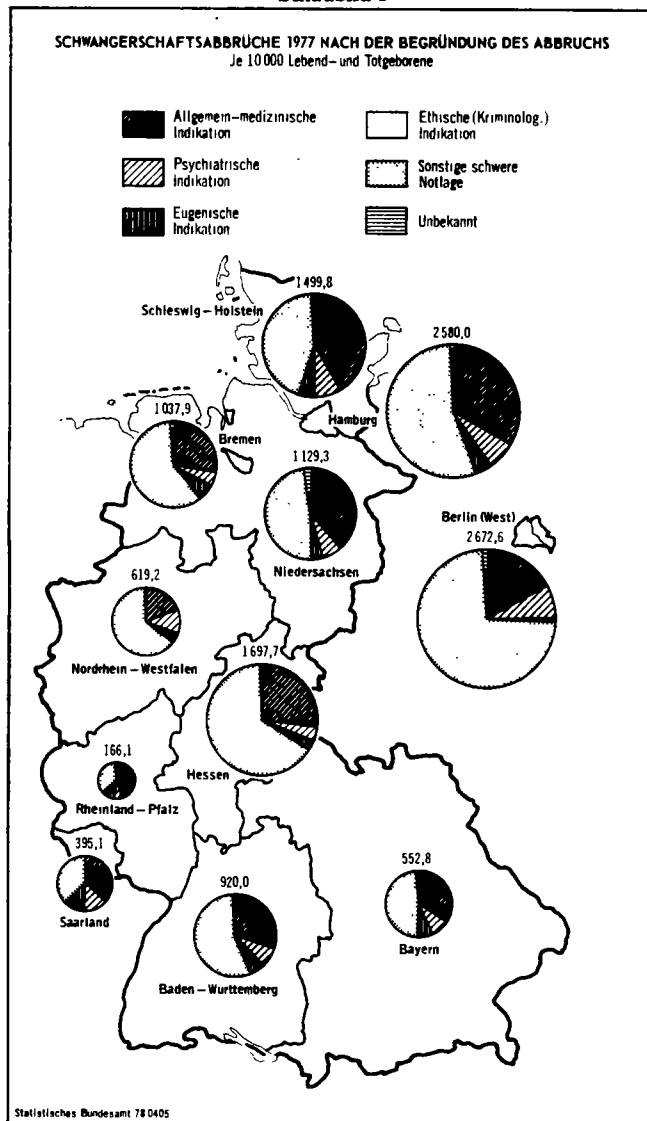 SCHWANGERSCHAFTSABBRÜCHE 1977 NACH DER BEGRÜNDUNG DES ABBRUCHS
Je 10 000 Lebend- und Totgeborene
Allgemein-medizinische
Indikation
Ethische (Kriminolog.)
Indikation
Psychiatrische
Indikation
Sonstige schwere
Notlage
Eugenische
Indikation
Unbekannt
1 499,8
Schleswig - Holstein
2 580,0
Hamburg
1 037,9
Bremen
1 129,3
Niedersachsen
Berlin (West)
2 672,6
619,2
Nordrhein - Westfalen
1 697,7
Hessen
166,1
Rheinland - Pfalz
395,1
Saarland
920,0
Baden - Wurttemberg
552,8
Bayern
Statistisches Bundesamt 78 0405